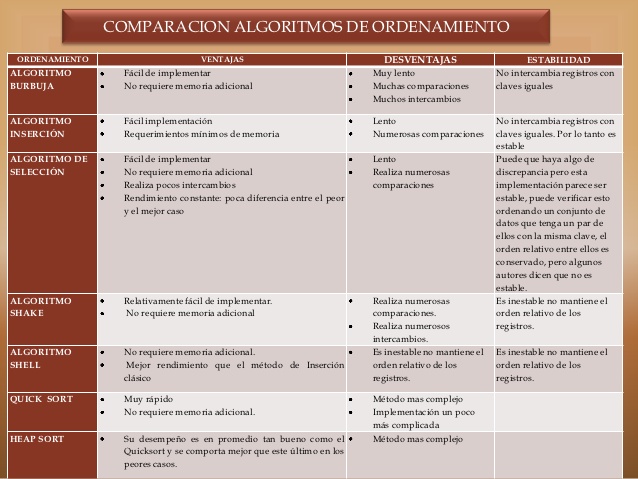 COMPARACION ALGORITMOS DE ORDENAMIENTO
ORDENAMIENTO VENTAJAS DESVENTAJAS ESTABILIDAD
ALGORITMO BURBUJA
• Fácil de implementar
• No requiere memoria adicional
• Muy lento
• Muchas comparaciones
• Muchos intercambios
No intercambia registros con
claves iguales
ALGORITMO INSERCIÓN
• Fácil implementación
• Requerimientos mínimos de memoria
• Lento
• Numerosas comparaciones
No intercambia registros con
claves iguales. Por lo tanto es
estable
ALGORITMO DE SELECCIÓN
• Fácil de implementar
• No requiere memoria adicional
• Realiza pocos intercambios
• Rendimiento constante: poca diferencia entre el peor
y el mejor caso
• Lento
• Realiza numerosas
comparaciones
Puede que haya algo de
discrepancia pero esta
implementación parece ser
estable, puede verificar esto
ordenando un conjunto de
datos que tenga un par de
ellos con la misma clave, el
orden relativo entre ellos es
conservado, pero algunos
autores dicen que no es
estable.
ALGORITMO SHAKE
• Relativamente fácil de implementar.
• No requiere memoria adicional
• Realiza numerosas
comparaciones.
• Realiza numerosos
intercambios.
Es inestable no mantiene el
orden relativo de los
registros.
ALGORITMO SHELL
• No requiere memoria adicional.
• Mejor rendimiento que el método de Inserción
clásico
• Es inestable no mantiene el
orden relativo de los
registros.
Es inestable no mantiene el
orden relativo de los
registros.
QUICK SORT
• Muy rápido
• No requiere memoria adicional.
• Método mas complejo
• Implementación un poco
más complicada
HEAP SORT
• Su desempeño es en promedio tan bueno como el
Quicksort y se comporta mejor que este último en los
peores casos.
• Método mas complejo